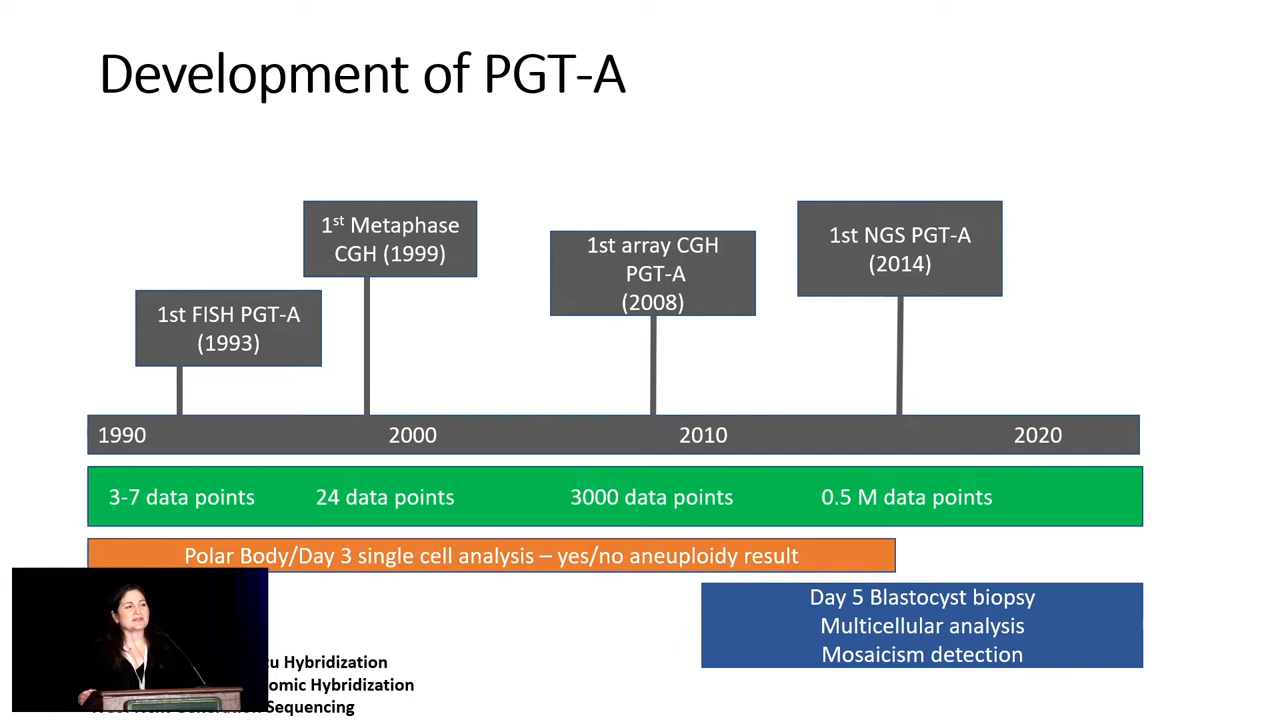 Development of PGT-A
1st Metaphase
CGH (1999)
1st array CGH
PGT-A
(2008)
1st NGS PGT-A
(2014)
1st FISH PGT-A
(1993)
1990 2000 2010 2020
3-7 data points 24 data points 3000 data points 0.5 M data points
Polar Body/Day 3 single cell analysis – yes/no aneuploidy result
Day 5 Blastocyst biopsy
Multicellular analysis
Mosaicism detection
Hybridization
Hybridization
Sequencing